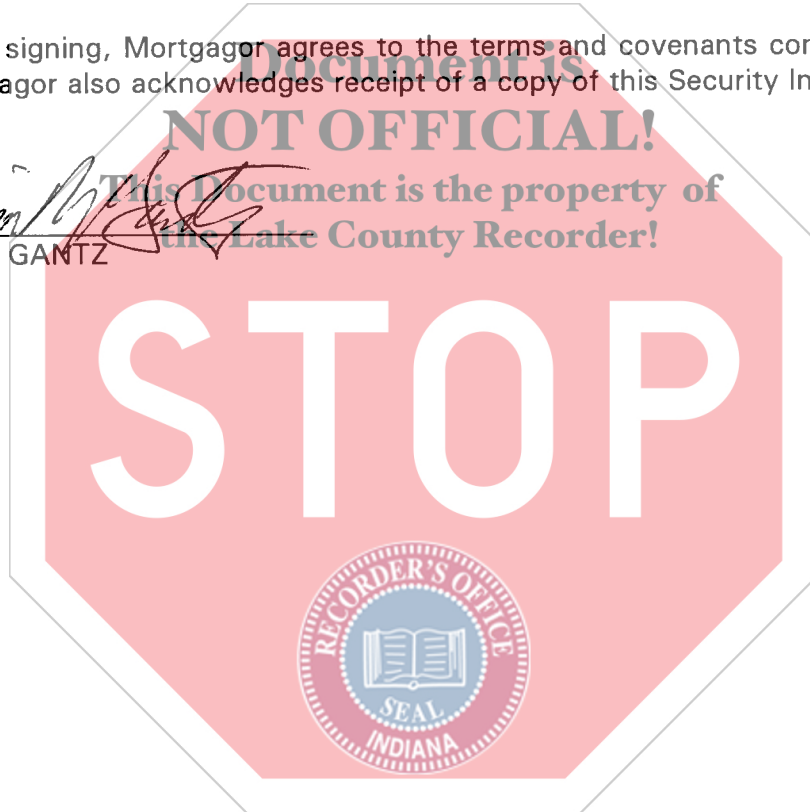 signing, Mortgagor agrees to the terms and covenants con
agor also acknowledges receipt of a copy of this Security In
Document is
NOT OFFICIAL!
This Document is the property of
the Lake County Recorder!
GANTZ
STOP
RECORDER'S OFFICE
SEAL
INDIANA